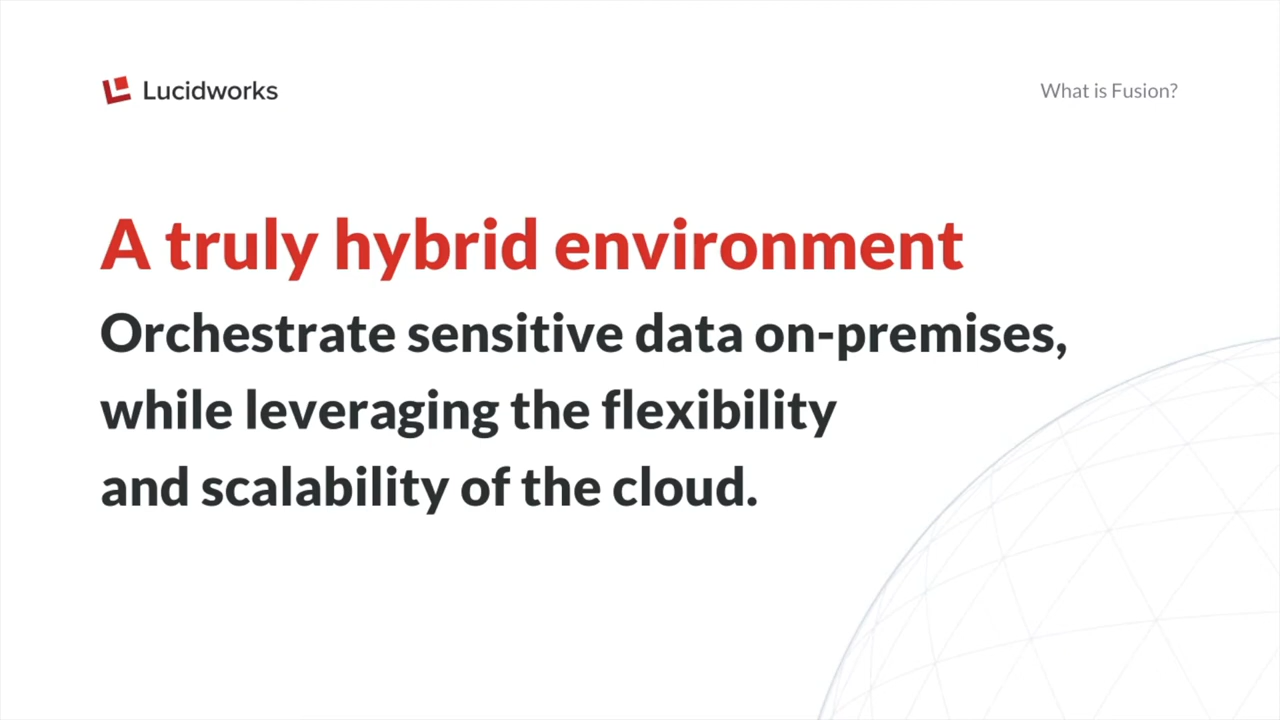 Lucidworks
What is Fusion?
A truly hybrid environment
Orchestrate sensitive data on-premises,
while leveraging the flexibility
and scalability of the cloud.